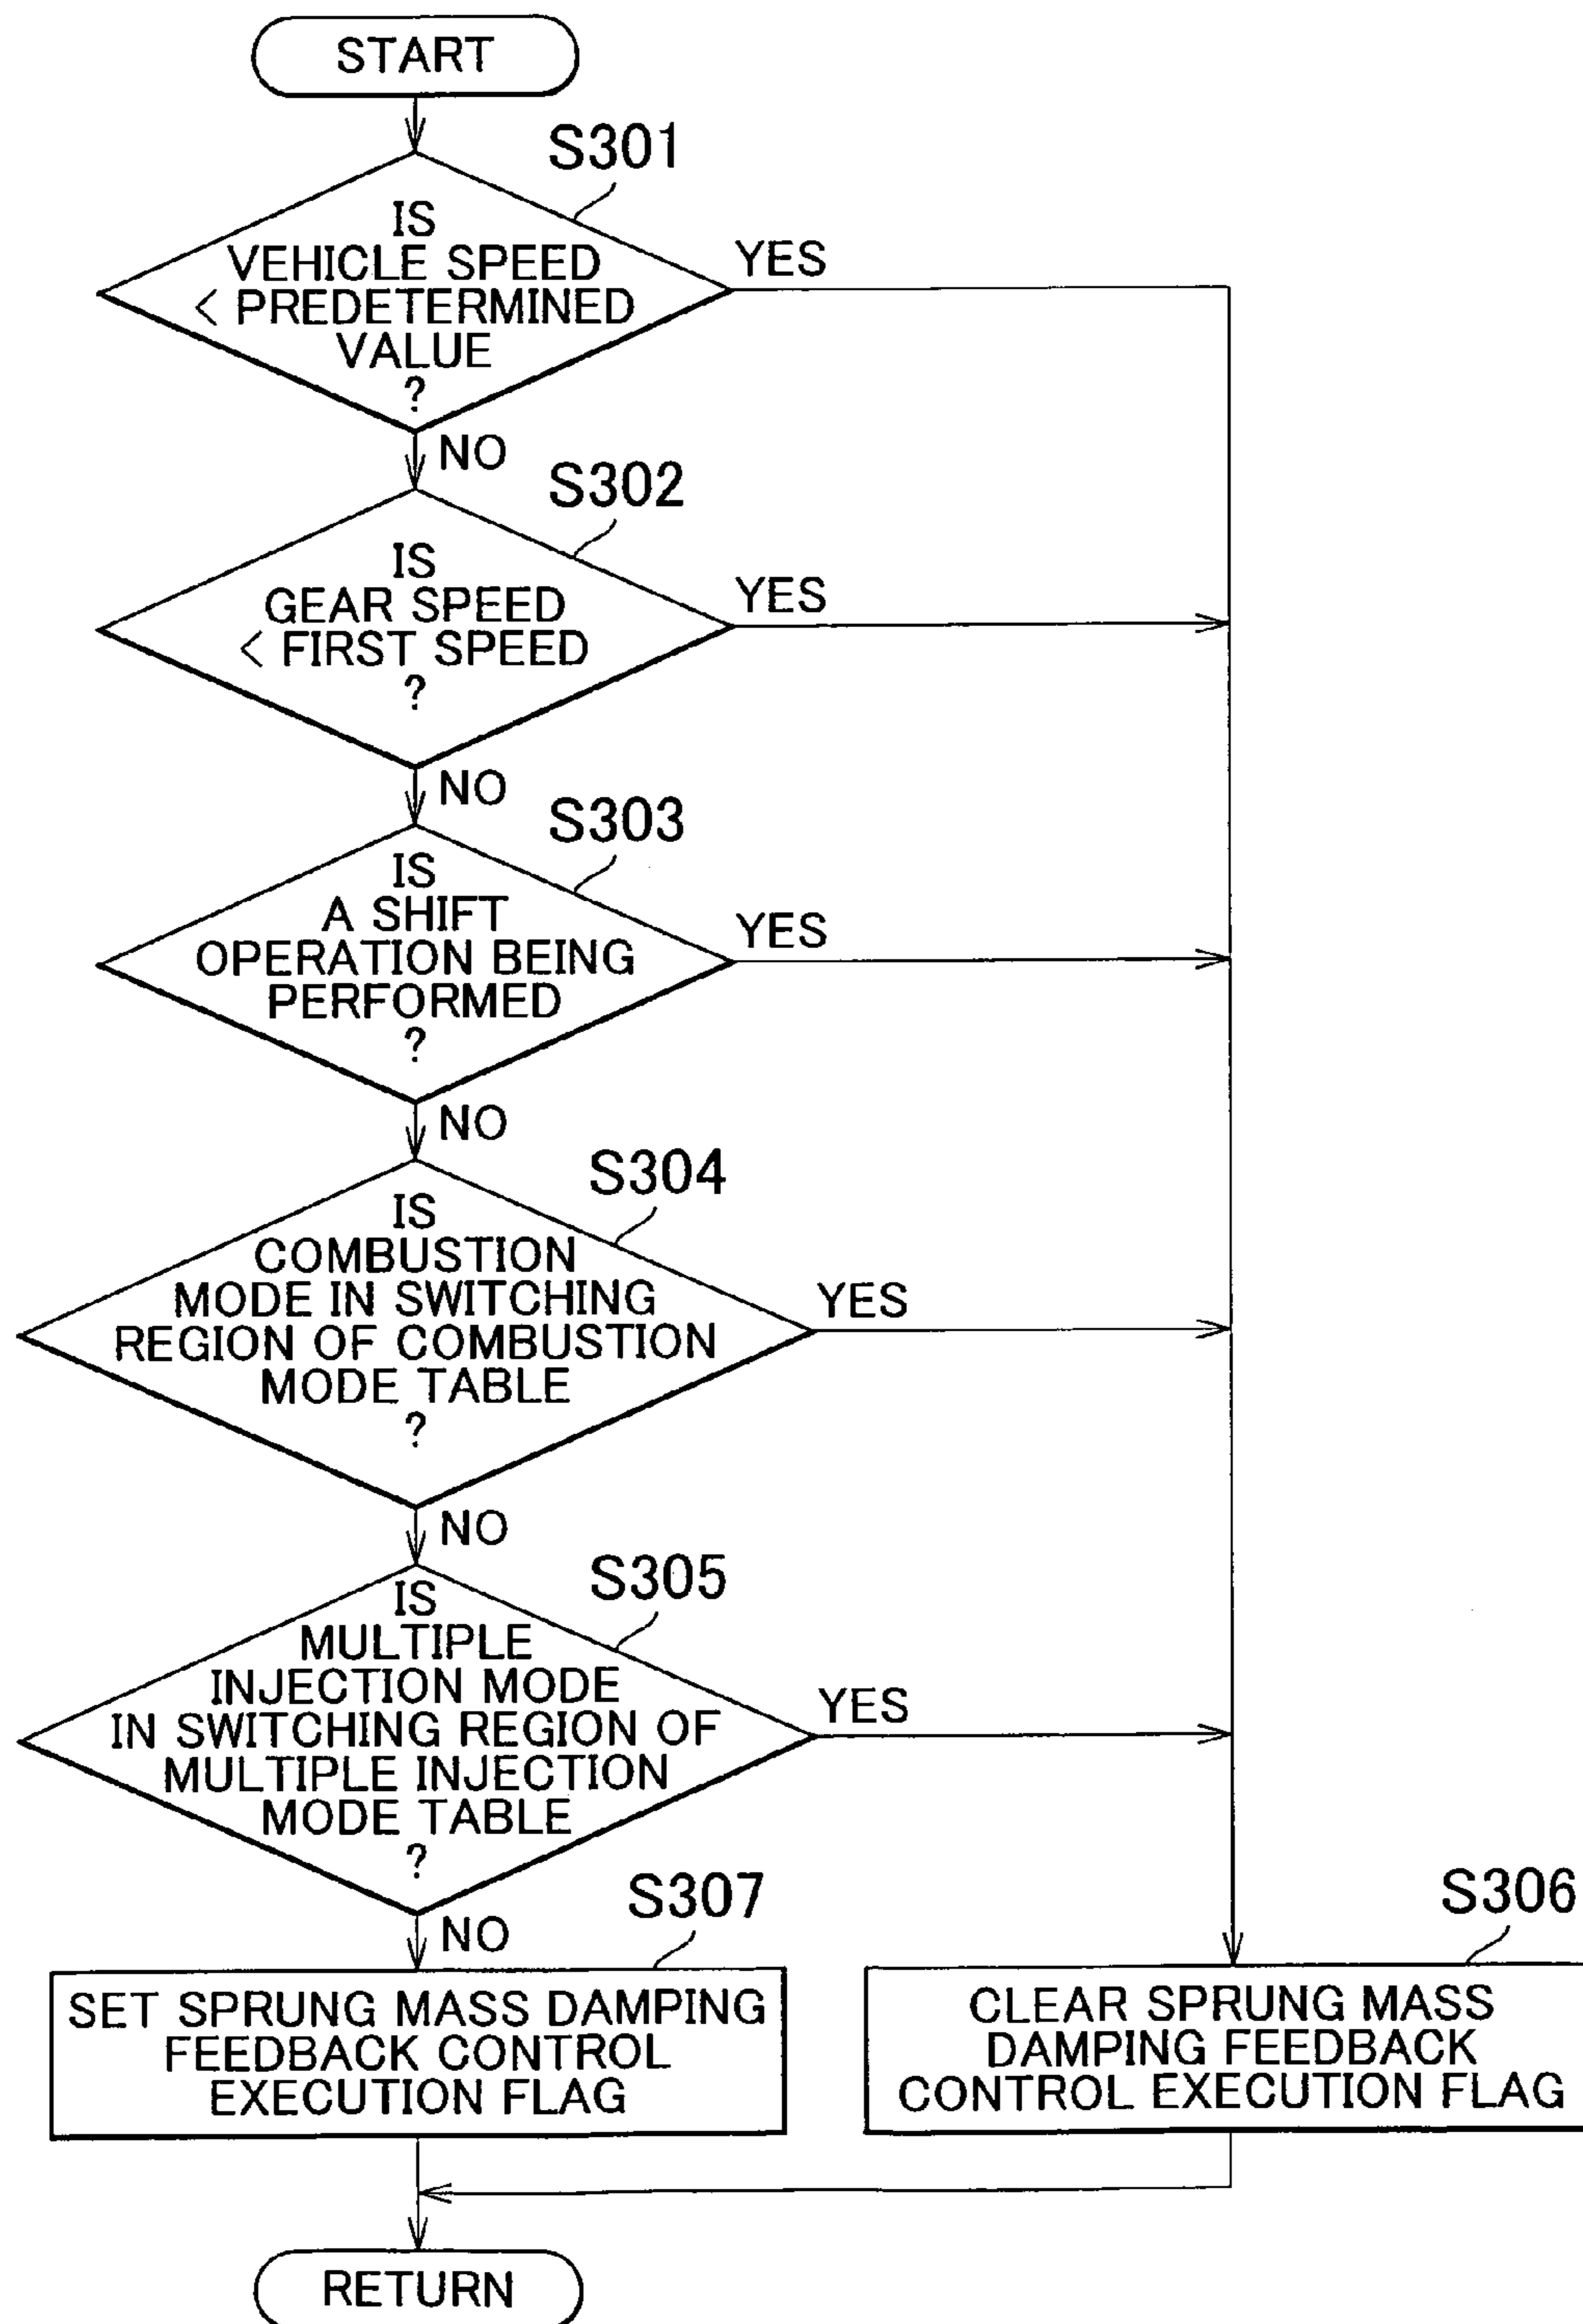 START
S301
IS
VEHICLE SPEED
< PREDETERMINED
VALUE
?
YES
NO
S302
IS
GEAR SPEED
< FIRST SPEED
?
YES
NO
S303
IS
A SHIFT
OPERATION BEING
PERFORMED
?
YES
NO
S304
IS
COMBUSTION
MODE IN SWITCHING
REGION OF COMBUSTION
MODE TABLE
?
YES
NO
S305
IS
MULTIPLE
INJECTION MODE
IN SWITCHING REGION OF
MULTIPLE INJECTION
MODE TABLE
?
YES
NO
S307
SET SPRUNG MASS DAMPING
FEEDBACK CONTROL
EXECUTION FLAG
S306
CLEAR SPRUNG MASS
DAMPING FEEDBACK
CONTROL EXECUTION FLAG
RETURN